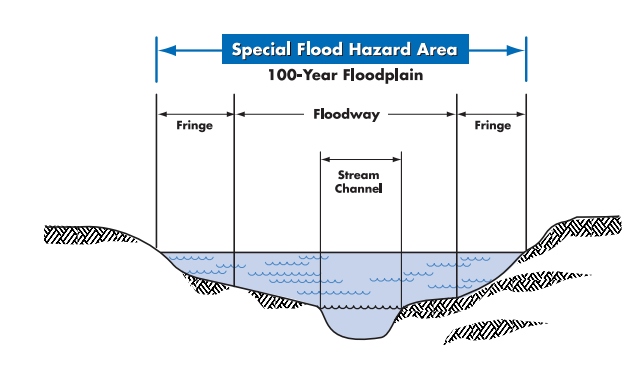 Special Flood Hazard Area
100-Year Floodplain
Fringe
Floodway
Fringe
Stream
Channel